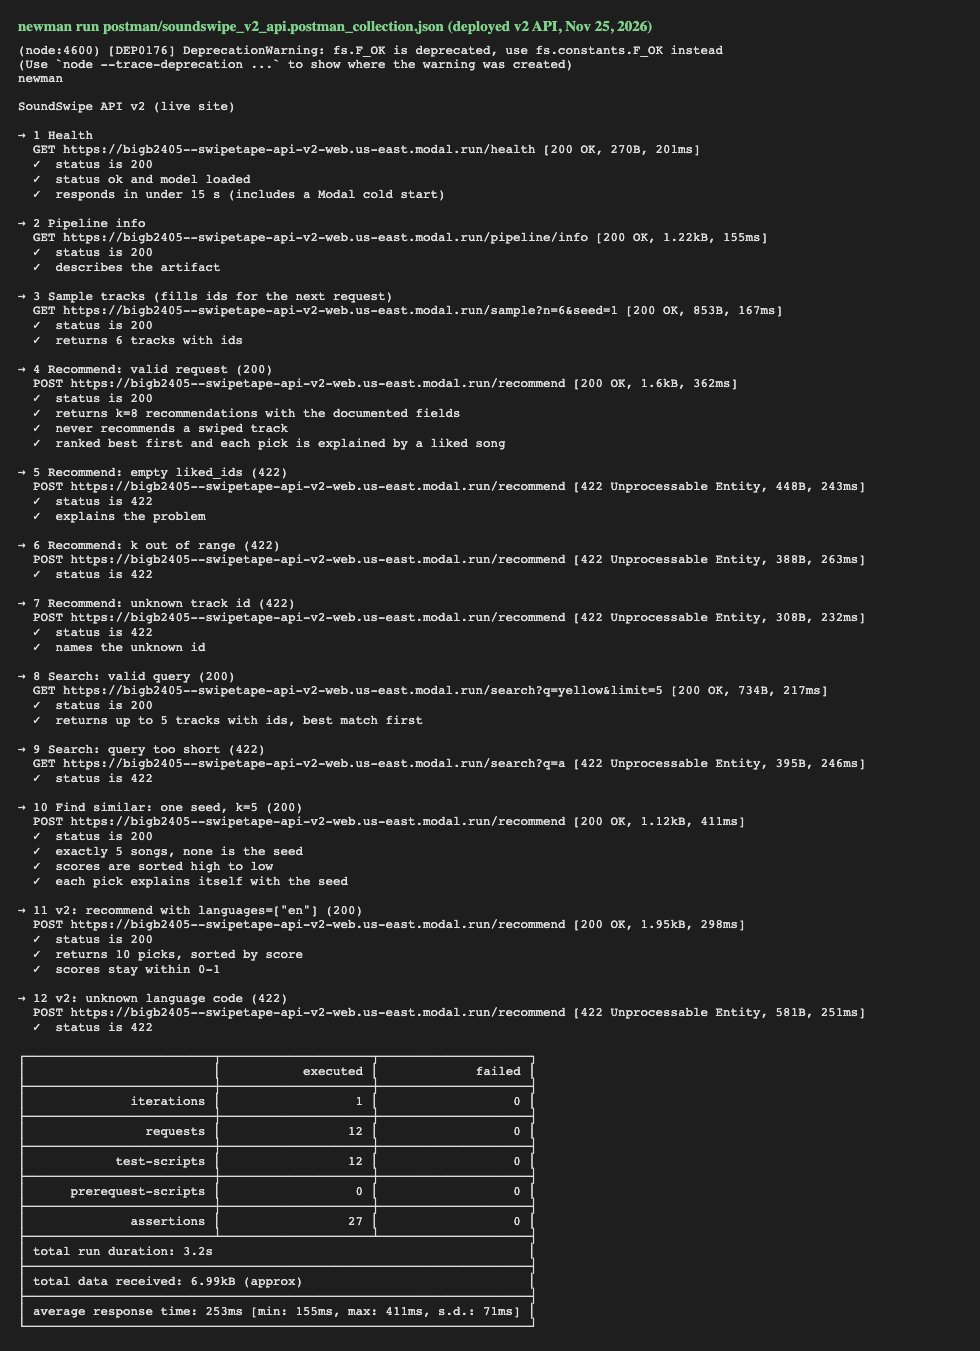 newman run postman/soundswipe_v2_api.postman_collection.json (deployed v2 API, Nov 25, 2026)
(node:4600) [DEP0176] DeprecationWarning: fs.F_OK is deprecated, use fs.constants.F_OK instead
(Use `node --trace-deprecation ...` to show where the warning was created)
newman
SoundSwipe API v2 (live site)
→ 1 Health
GET https://bigb2405--swipetape-api-v2-web.us-east.modal.run/health [200 OK, 270B, 201ms]
✓ status is 200
✓ status ok and model loaded
✓ responds in under 15 s (includes a Modal cold start)
→ 2 Pipeline info
GET https://bigb2405--swipetape-api-v2-web.us-east.modal.run/pipeline/info [200 OK, 1.22kB, 155ms]
✓ status is 200
✓ describes the artifact
→ 3 Sample tracks (fills ids for the next request)
GET https://bigb2405--swipetape-api-v2-web.us-east.modal.run/sample?n=6&seed=1 [200 OK, 853B, 167ms]
✓ status is 200
✓ returns 6 tracks with ids
→ 4 Recommend: valid request (200)
POST https://bigb2405--swipetape-api-v2-web.us-east.modal.run/recommend [200 OK, 1.6kB, 362ms]
✓ status is 200
✓ returns k=8 recommendations with the documented fields
✓ never recommends a swiped track
✓ ranked best first and each pick is explained by a liked song
→ 5 Recommend: empty liked_ids (422)
POST https://bigb2405--swipetape-api-v2-web.us-east.modal.run/recommend [422 Unprocessable Entity, 448B, 243ms]
✓ status is 422
✓ explains the problem
→ 6 Recommend: k out of range (422)
POST https://bigb2405--swipetape-api-v2-web.us-east.modal.run/recommend [422 Unprocessable Entity, 388B, 263ms]
✓ status is 422
→ 7 Recommend: unknown track id (422)
POST https://bigb2405--swipetape-api-v2-web.us-east.modal.run/recommend [422 Unprocessable Entity, 308B, 232ms]
✓ status is 422
✓ names the unknown id
→ 8 Search: valid query (200)
GET https://bigb2405--swipetape-api-v2-web.us-east.modal.run/search?q=yellow&limit=5 [200 OK, 734B, 217ms]
✓ status is 200
✓ returns up to 5 tracks with ids, best match first
→ 9 Search: query too short (422)
GET https://bigb2405--swipetape-api-v2-web.us-east.modal.run/search?q=a [422 Unprocessable Entity, 395B, 246ms]
✓ status is 422
→ 10 Find similar: one seed, k=5 (200)
POST https://bigb2405--swipetape-api-v2-web.us-east.modal.run/recommend [200 OK, 1.12kB, 411ms]
✓ status is 200
✓ exactly 5 songs, none is the seed
✓ scores are sorted high to low
✓ each pick explains itself with the seed
→ 11 v2: recommend with languages=["en"] (200)
POST https://bigb2405--swipetape-api-v2-web.us-east.modal.run/recommend [200 OK, 1.95kB, 298ms]
✓ status is 200
✓ returns 10 picks, sorted by score
✓ scores stay within 0-1
→ 12 v2: unknown language code (422)
POST https://bigb2405--swipetape-api-v2-web.us-east.modal.run/recommend [422 Unprocessable Entity, 581B, 251ms]
✓ status is 422
executed failed
iterations 1 0
requests 12 0
test-scripts 12 0
prerequest-scripts 0 0
assertions 27 0
total run duration: 3.2s
total data received: 6.99kB (approx)
average response time: 253ms [min: 155ms, max: 411ms, s.d.: 71ms]